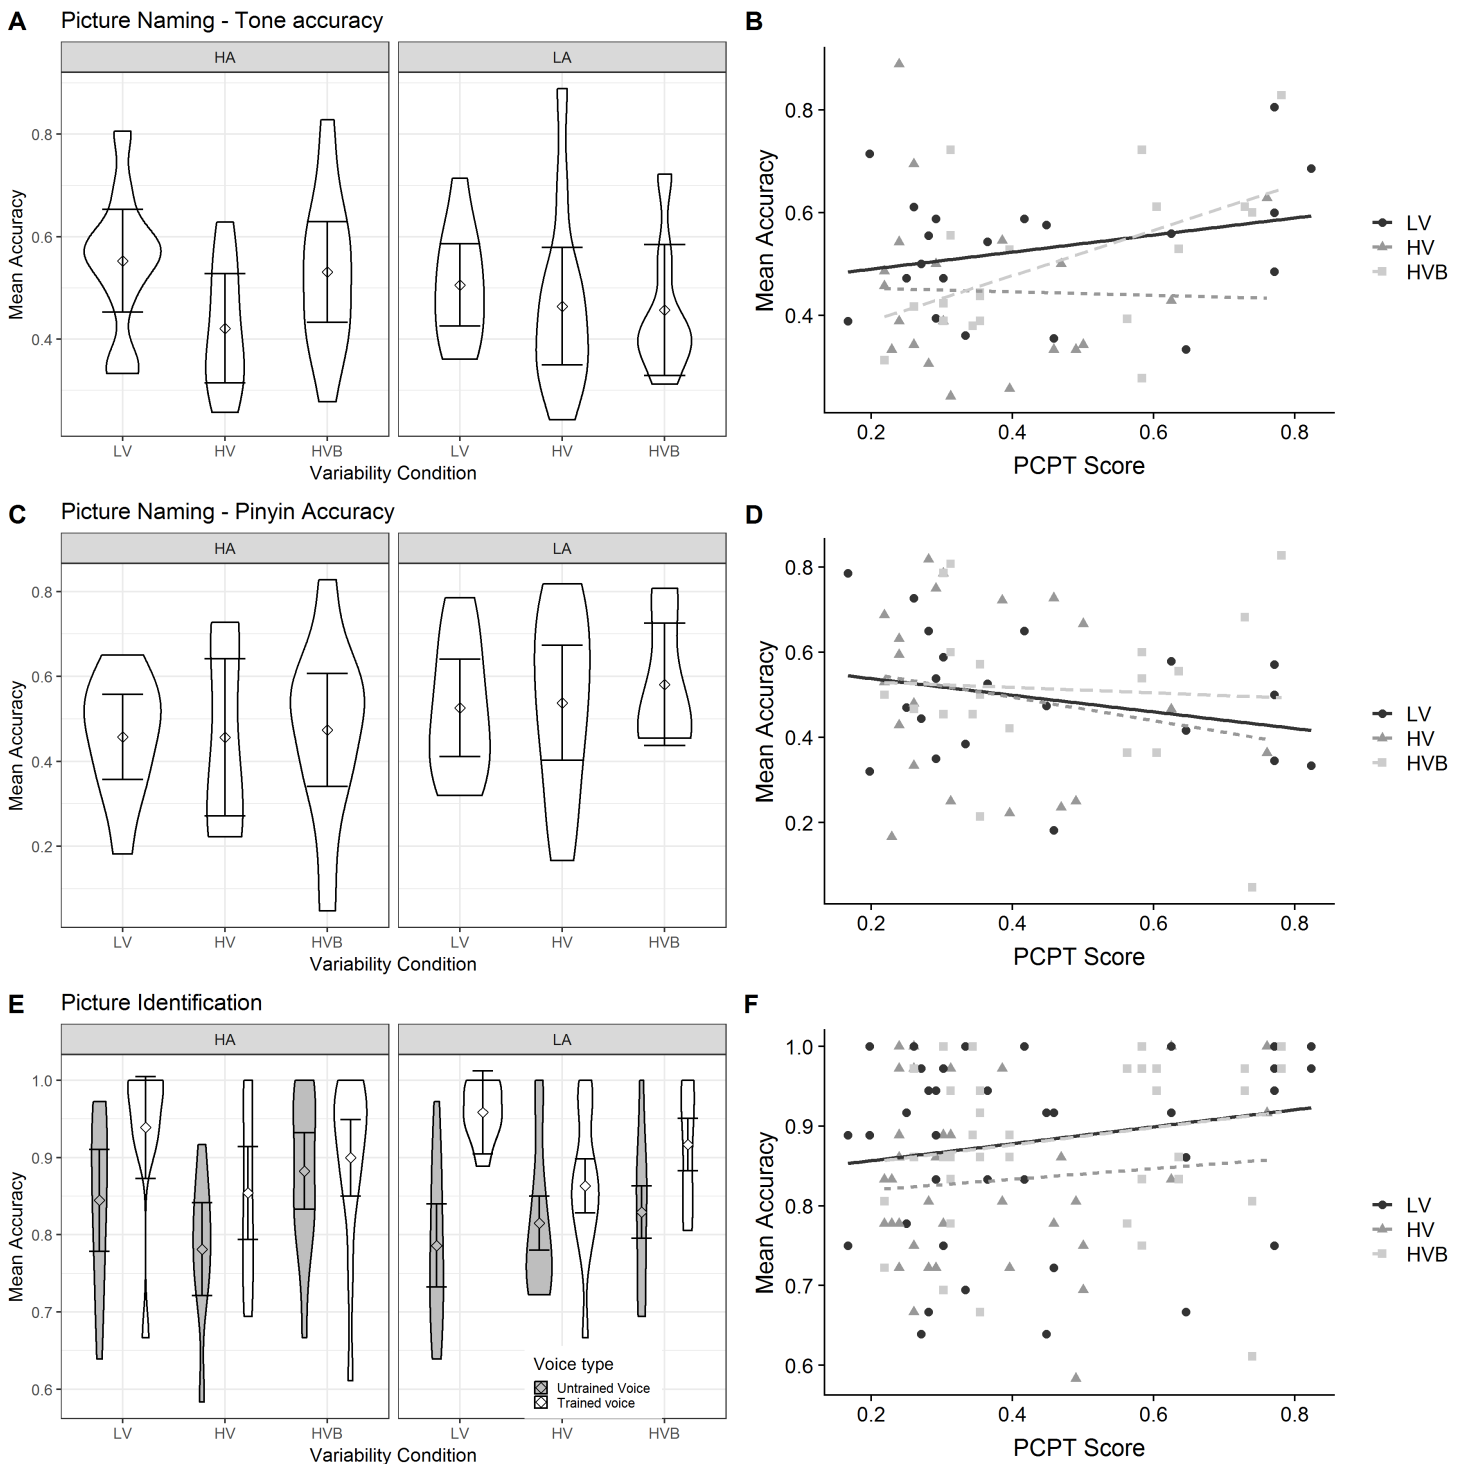 A Picture Naming - Tone accuracy
HA LA
Mean Accuracy
0.8
0.6
0.4
LV HV HVB LV HV HVB
Variability Condition
B
Mean Accuracy
0.8
0.6
0.4
0.2 0.4 0.6 0.8
PCPT Score
LV
HV
HVB
C Picture Naming - Pinyin Accuracy
HA LA
Mean Accuracy
0.8
0.6
0.4
0.2
LV HV HVB LV HV HVB
Variability Condition
D
Mean Accuracy
0.8
0.6
0.4
0.2
0.2 0.4 0.6 0.8
PCPT Score
LV
HV
HVB
E Picture Identification
HA LA
Mean Accuracy
1.0
0.9
0.8
0.7
0.6
Voice type
Untrained Voice
Trained voice
LV HV HVB LV HV HVB
Variability Condition
F
Mean Accuracy
1.0
0.9
0.8
0.7
0.6
0.2 0.4 0.6 0.8
PCPT Score
LV
HV
HVB